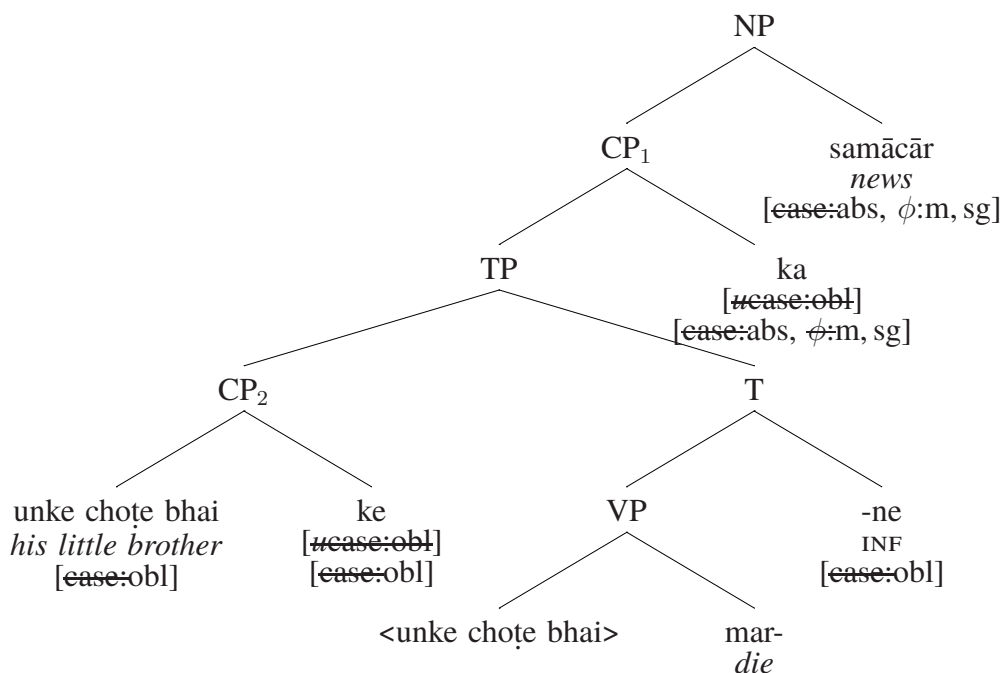 NP
CP₁ samācār
news
[case:abs, ϕ:m, sg]
TP ka
[ucase:obl]
[case:abs, ϕ:m, sg]
CP₂ T
unke choṭe bhai ke VP -ne
his little brother [ucase:obl] INF
[case:obl] [case:obl] [case:obl]
<unke choṭe bhai> mar-
die